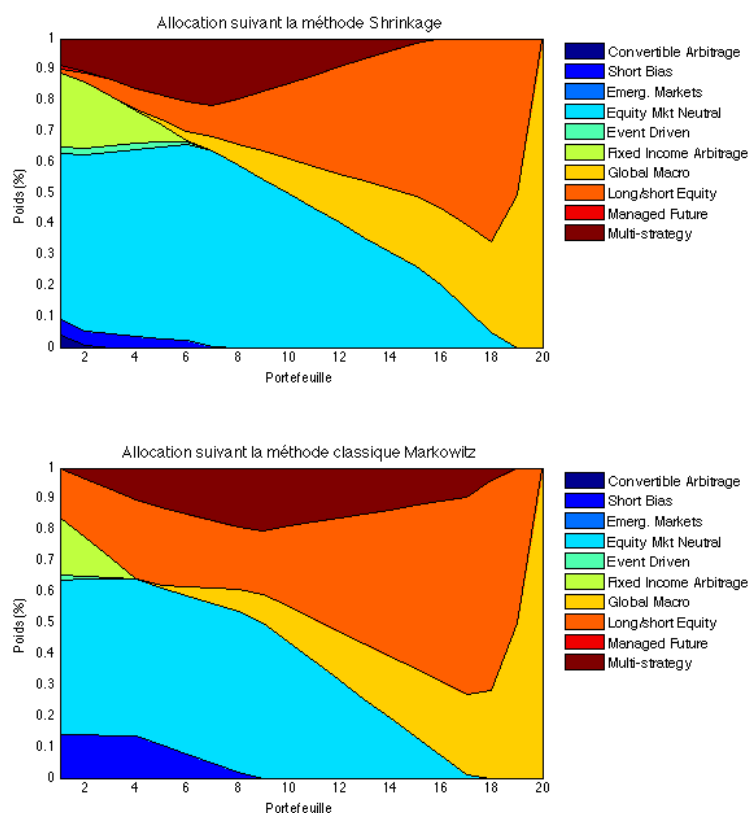 Allocation suivant la méthode Shrinkage
1
0.9
0.8
0.7
0.6
0.5
0.4
0.3
0.2
0.1
0
Poids (%)
2 4 6 8 10 12 14 16 18 20
Portefeuille
Convertible Arbitrage
Short Bias
Emerg. Markets
Equity Mkt Neutral
Event Driven
Fixed Income Arbitrage
Global Macro
Long/short Equity
Managed Future
Multi-strategy
Allocation suivant la méthode classique Markowitz
1
0.9
0.8
0.7
0.6
0.5
0.4
0.3
0.2
0.1
0
Poids (%)
2 4 6 8 10 12 14 16 18 20
Portefeuille
Convertible Arbitrage
Short Bias
Emerg. Markets
Equity Mkt Neutral
Event Driven
Fixed Income Arbitrage
Global Macro
Long/short Equity
Managed Future
Multi-strategy